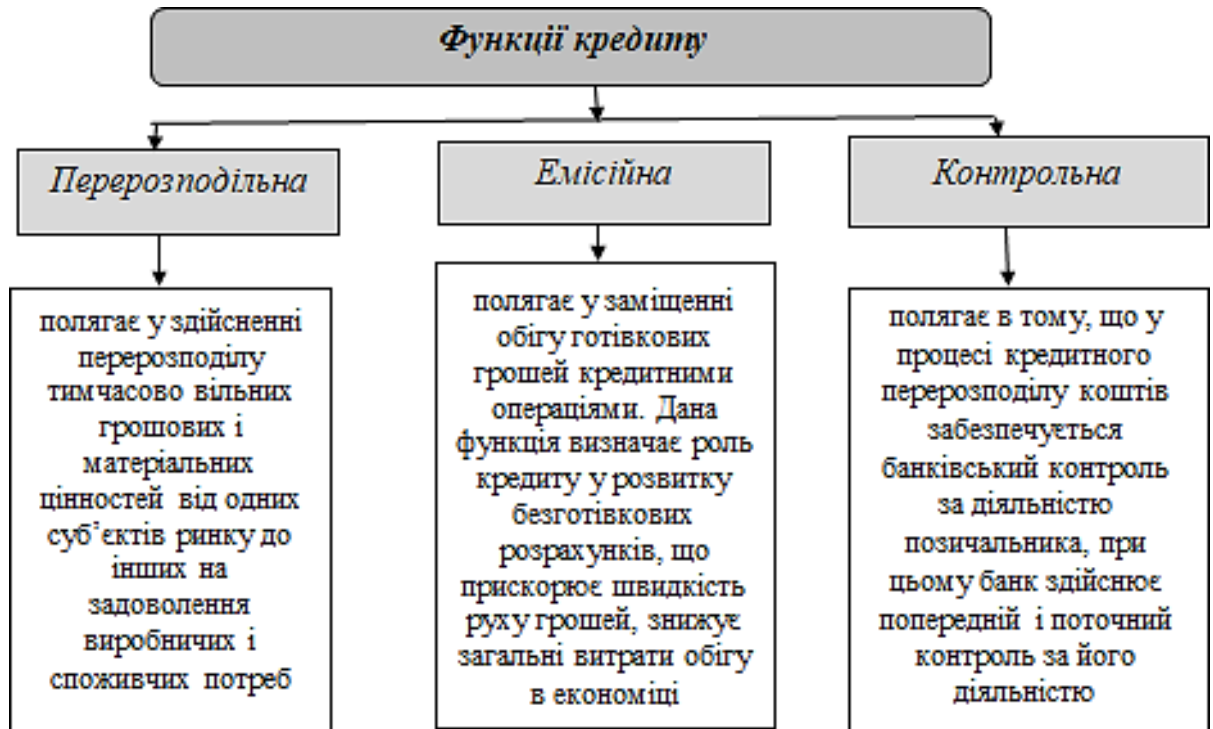 Функції кредиту
Перерозподільна
Емісійна
Контрольна
полягає у здійсненні
перерозподілу
тимчасово вільних
грошових і
матеріальних
цінностей від одних
суб’єктів ринку до
інших на
задоволення
виробничих і
споживчих потреб
полягає у заміщенні
обігу готівкових
грошей кредитними
операціями. Дана
функція визначає роль
кредиту у розвитку
безготівкових
розрахунків, що
прискорює швидкість
руху грошей, знижує
загальні витрати обігу
в економіці
полягає в тому, що у
процесі кредитного
перерозподілу коштів
забезпечується
банківський контроль
за діяльністю
позичальника, при
цьому банк здійснює
попередній і поточний
контроль за його
діяльністю